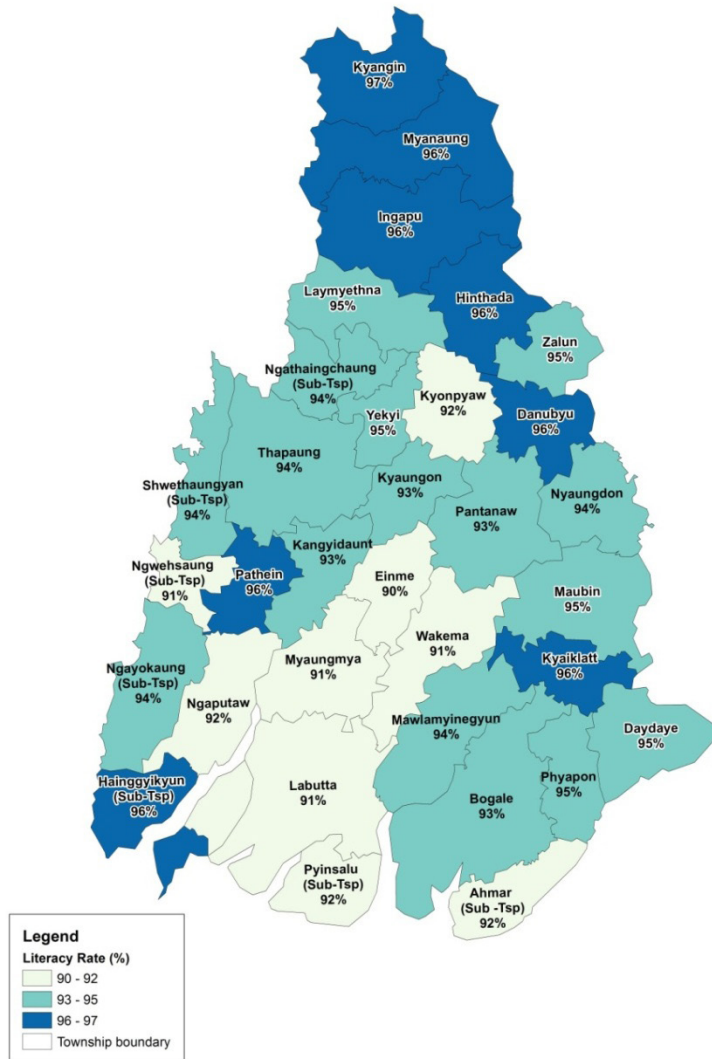 Kyangin
97%
Myanaung
96%
Ingapu
96%
Laymyethna
95%
Hinthada
96%
Zalun
95%
Ngathaingchaung
(Sub-Tsp)
94%
Yekyi
95%
Kyonpyaw
92%
Danubyu
96%
Thapaung
94%
Shwethaungyan
(Sub-Tsp)
94%
Kyaungon
93%
Pantanaw
93%
Nyaungdon
94%
Ngwehsaung
(Sub-Tsp)
91%
Pathein
96%
Kangyidaunt
93%
Einme
90%
Maubin
95%
Wakema
91%
Kyaiklatt
96%
Ngayokaung
(Sub-Tsp)
94%
Myaungmya
91%
Ngaputaw
92%
Mawlamyinegyun
94%
Daydaye
95%
Hainggyikyun
(Sub-Tsp)
96%
Labutta
91%
Bogale
93%
Phyapon
95%
Pyinsalu
(Sub-Tsp)
92%
Ahmar
(Sub -Tsp)
92%
Legend
Literacy Rate (%)
90 - 92
93 - 95
96 - 97
Township boundary